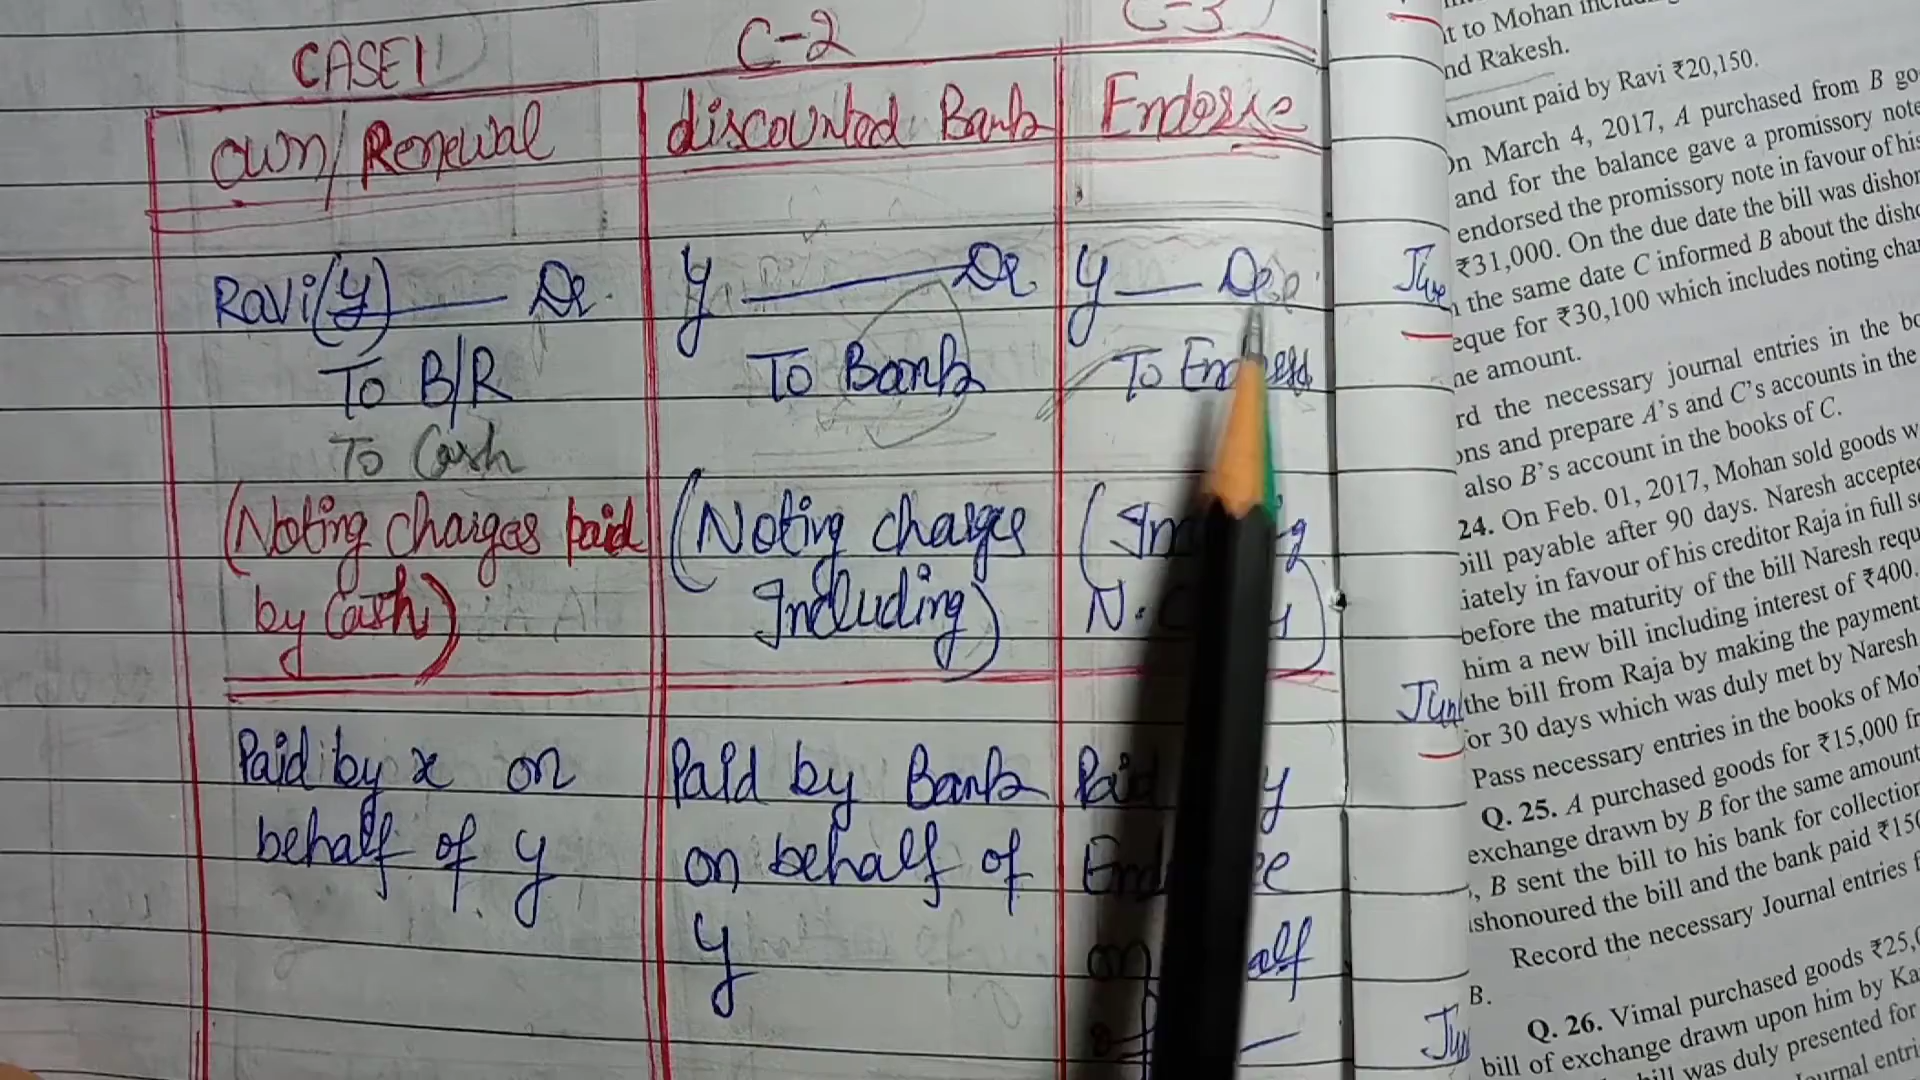 CASE 1
C-2
C-3
own/Renewal
discounted Bank
Endorse
Ravi(y) — Dr.
To B/R
To Cash
(Noting charges paid
by Cash)
Paid by x on
behalf of y
y — Dr
To Bank
(Noting charges
Including)
Paid by Bank
on behalf of
y
y — Dr
To
N.
June
Jun
Jun
it to Mohan
nd Rakesh.
Amount paid by Ravi ₹20,150.
On March 4, 2017, A purchased from B go
and for the balance gave a promissory note
endorsed the promissory note in favour of his
₹31,000. On the due date the bill was dishon
the same date C informed B about the disho
eque for ₹30,100 which includes noting char
ne amount.
rd the necessary journal entries in the bo
ons and prepare A's and C's accounts in the
also B's account in the books of C.
24. On Feb. 01, 2017, Mohan sold goods w
bill payable after 90 days. Naresh accepted
iately in favour of his creditor Raja in full s
before the maturity of the bill Naresh requ
him a new bill including interest of ₹400.
the bill from Raja by making the payment
or 30 days which was duly met by Naresh
Pass necessary entries in the books of Mo
Q. 25. A purchased goods for ₹15,000 fr
exchange drawn by B for the same amount
, B sent the bill to his bank for collection
ishonoured the bill and the bank paid ₹150
Record the necessary Journal entries f
B.
Q. 26. Vimal purchased goods ₹25,0
bill of exchange drawn upon him by Ka
bill was duly presented for
Journal entri